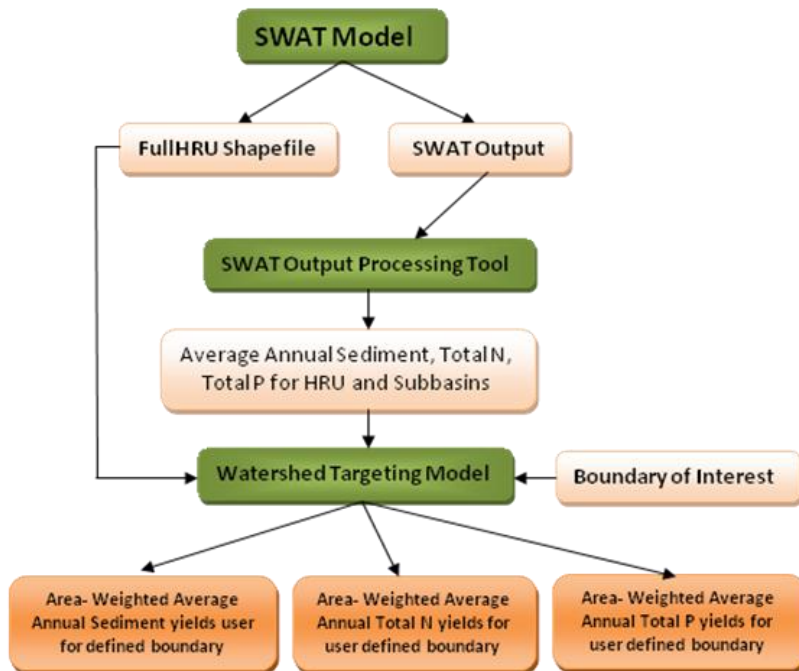 SWAT Model
FullHRU Shapefile
SWAT Output
SWAT Output Processing Tool
Average Annual Sediment, Total N,
Total P for HRU and Subbasins
Watershed Targeting Model
Boundary of Interest
Area- Weighted Average
Annual Sediment yields user
for defined boundary
Area- Weighted Average
Annual Total N yields for
user defined boundary
Area- Weighted Average
Annual Total P yields for
user defined boundary